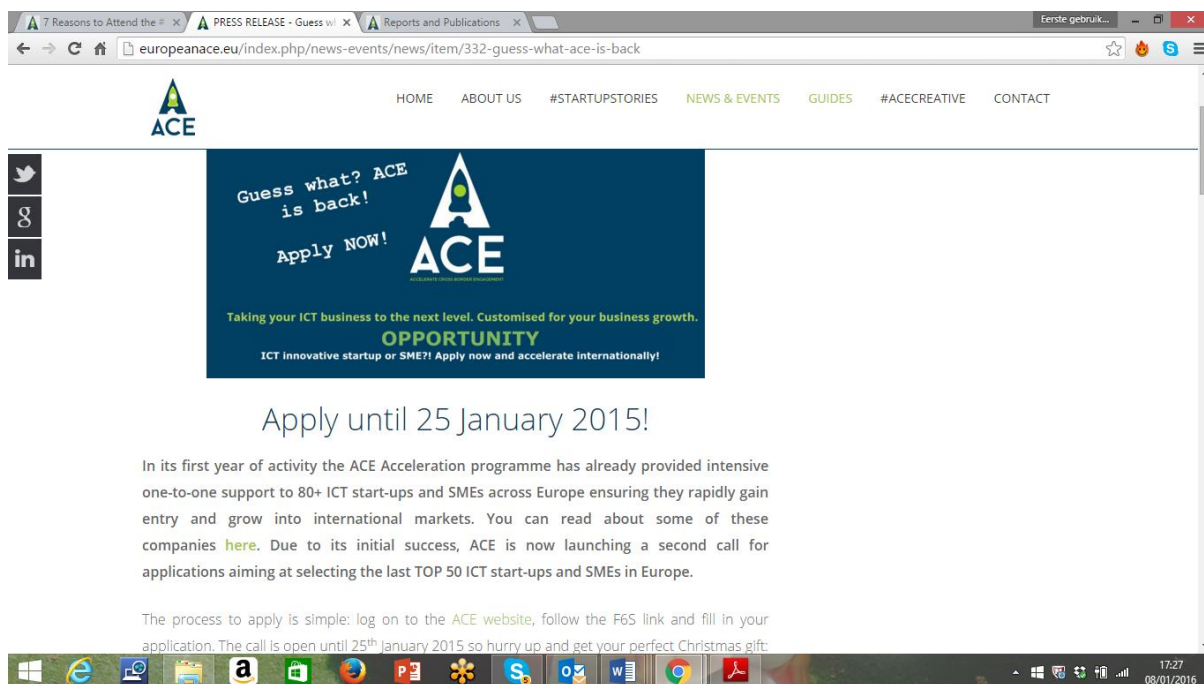 7 Reasons to Attend the #
PRESS RELEASE - Guess wl
Reports and Publications
Eerste gebruik...
europeanace.eu/index.php/news-events/news/item/332-guess-what-ace-is-back
ACE
HOME ABOUT US #STARTUPSTORIES NEWS & EVENTS GUIDES #ACECREATIVE CONTACT
Guess what? ACE
is back!
Apply NOW!
ACE
ACCELERATE CROSS BORDER ENGAGEMENT
Taking your ICT business to the next level. Customised for your business growth.
OPPORTUNITY
ICT innovative startup or SME?! Apply now and accelerate internationally!
Apply until 25 January 2015!
In its first year of activity the ACE Acceleration programme has already provided intensive
one-to-one support to 80+ ICT start-ups and SMEs across Europe ensuring they rapidly gain
entry and grow into international markets. You can read about some of these
companies here. Due to its initial success, ACE is now launching a second call for
applications aiming at selecting the last TOP 50 ICT start-ups and SMEs in Europe.
The process to apply is simple: log on to the ACE website, follow the F6S link and fill in your
application. The call is open until 25th January 2015 so hurry up and get your perfect Christmas gift:
17:27
08/01/2016